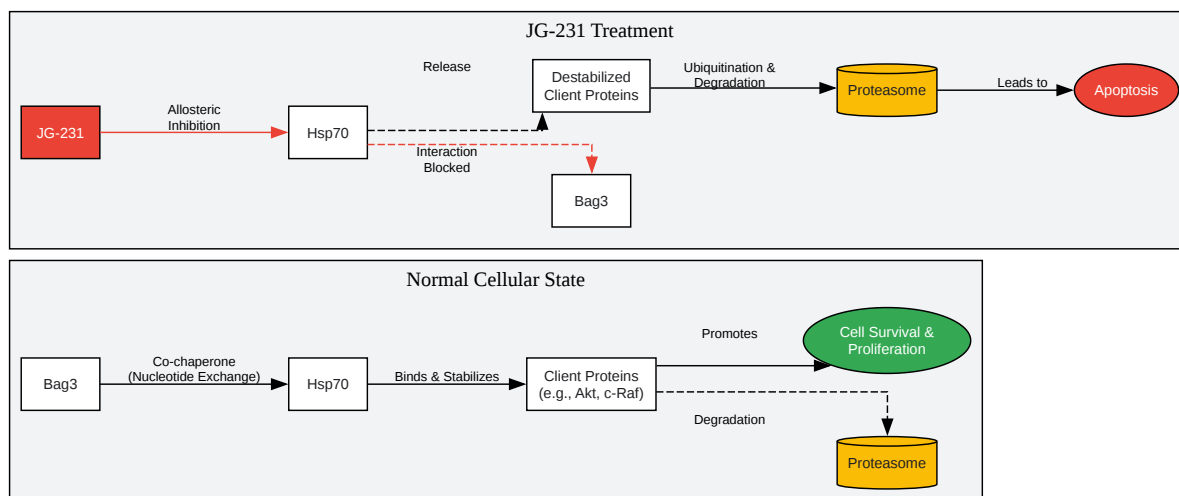 JG-231 Treatment
Release
Destabilized
Client Proteins
Ubiquitination &
Degradation
Proteasome
Leads to
Apoptosis
JG-231
Allosteric
Inhibition
Hsp70
Interaction
Blocked
Bag3
Normal Cellular State
Promotes
Cell Survival &
Proliferation
Bag3
Co-chaperone
(Nucleotide Exchange)
Hsp70
Binds & Stabilizes
Client Proteins
(e.g., Akt, c-Raf)
Degradation
Proteasome